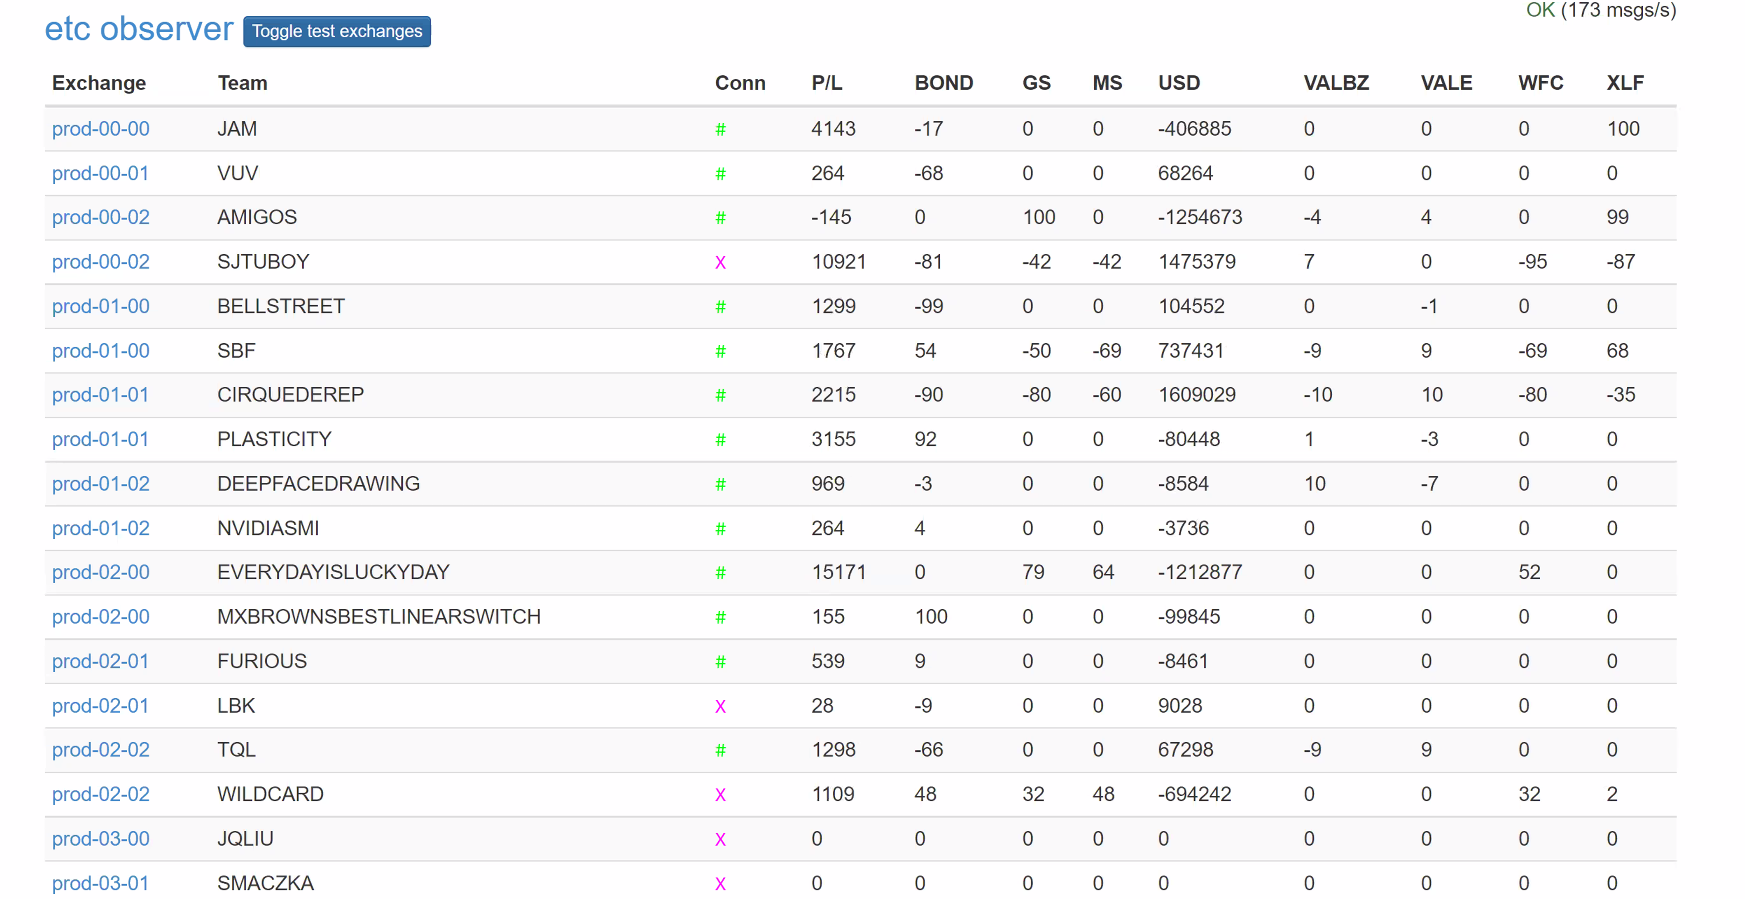 OK (173 msgs/s)
etc observer Toggle test exchanges
Exchange Team Conn P/L BOND GS MS USD VALBZ VALE WFC XLF
prod-00-00 JAM # 4143 -17 0 0 -406885 0 0 0 100
prod-00-01 VUV # 264 -68 0 0 68264 0 0 0 0
prod-00-02 AMIGOS # -145 0 100 0 -1254673 -4 4 0 99
prod-00-02 SJTUBOY X 10921 -81 -42 -42 1475379 7 0 -95 -87
prod-01-00 BELLSTREET # 1299 -99 0 0 104552 0 -1 0 0
prod-01-00 SBF # 1767 54 -50 -69 737431 -9 9 -69 68
prod-01-01 CIRQUEDEREP # 2215 -90 -80 -60 1609029 -10 10 -80 -35
prod-01-01 PLASTICITY # 3155 92 0 0 -80448 1 -3 0 0
prod-01-02 DEEPFACEDRAWING # 969 -3 0 0 -8584 10 -7 0 0
prod-01-02 NVIDIASMI # 264 4 0 0 -3736 0 0 0 0
prod-02-00 EVERYDAYISLUCKYDAY # 15171 0 79 64 -1212877 0 0 52 0
prod-02-00 MXBROWNSBESTLINEARSWITCH # 155 100 0 0 -99845 0 0 0 0
prod-02-01 FURIOUS # 539 9 0 0 -8461 0 0 0 0
prod-02-01 LBK X 28 -9 0 0 9028 0 0 0 0
prod-02-02 TQL # 1298 -66 0 0 67298 -9 9 0 0
prod-02-02 WILDCARD X 1109 48 32 48 -694242 0 0 32 2
prod-03-00 JQLIU X 0 0 0 0 0 0 0 0 0
prod-03-01 SMACZKA X 0 0 0 0 0 0 0 0 0